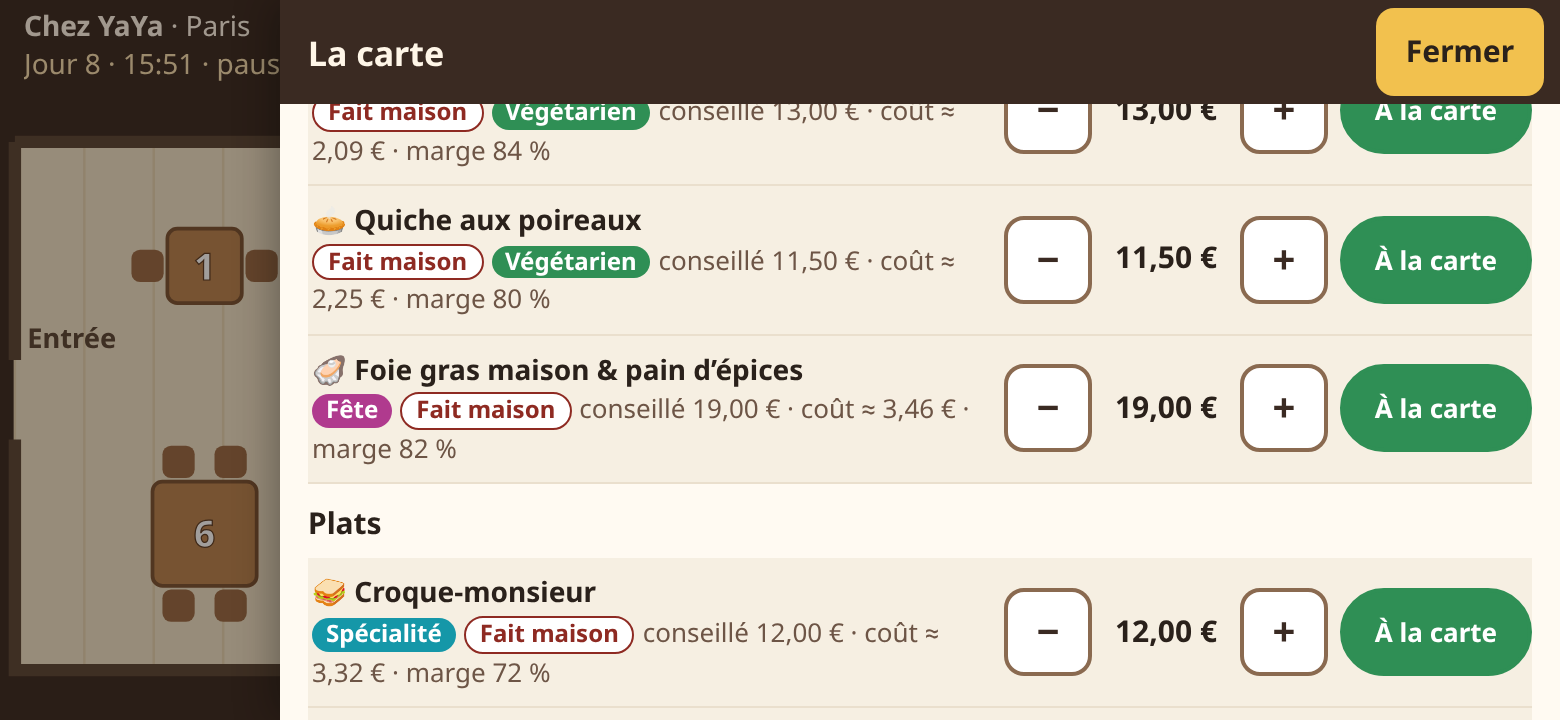 Chez YaYa · Paris
Jour 8 · 15:51 · paus
La carte
Fermer
Fait maison Végétarien conseillé 13,00 € · coût ≈
2,09 € · marge 84 %
− 13,00 € + À la carte
🥧 Quiche aux poireaux
Fait maison Végétarien conseillé 11,50 € · coût ≈
2,25 € · marge 80 %
− 11,50 € + À la carte
🦪 Foie gras maison & pain d’épices
Fête Fait maison conseillé 19,00 € · coût ≈ 3,46 € ·
marge 82 %
− 19,00 € + À la carte
Plats
🥪 Croque-monsieur
Spécialité Fait maison conseillé 12,00 € · coût ≈
3,32 € · marge 72 %
− 12,00 € + À la carte
1
Entrée
6